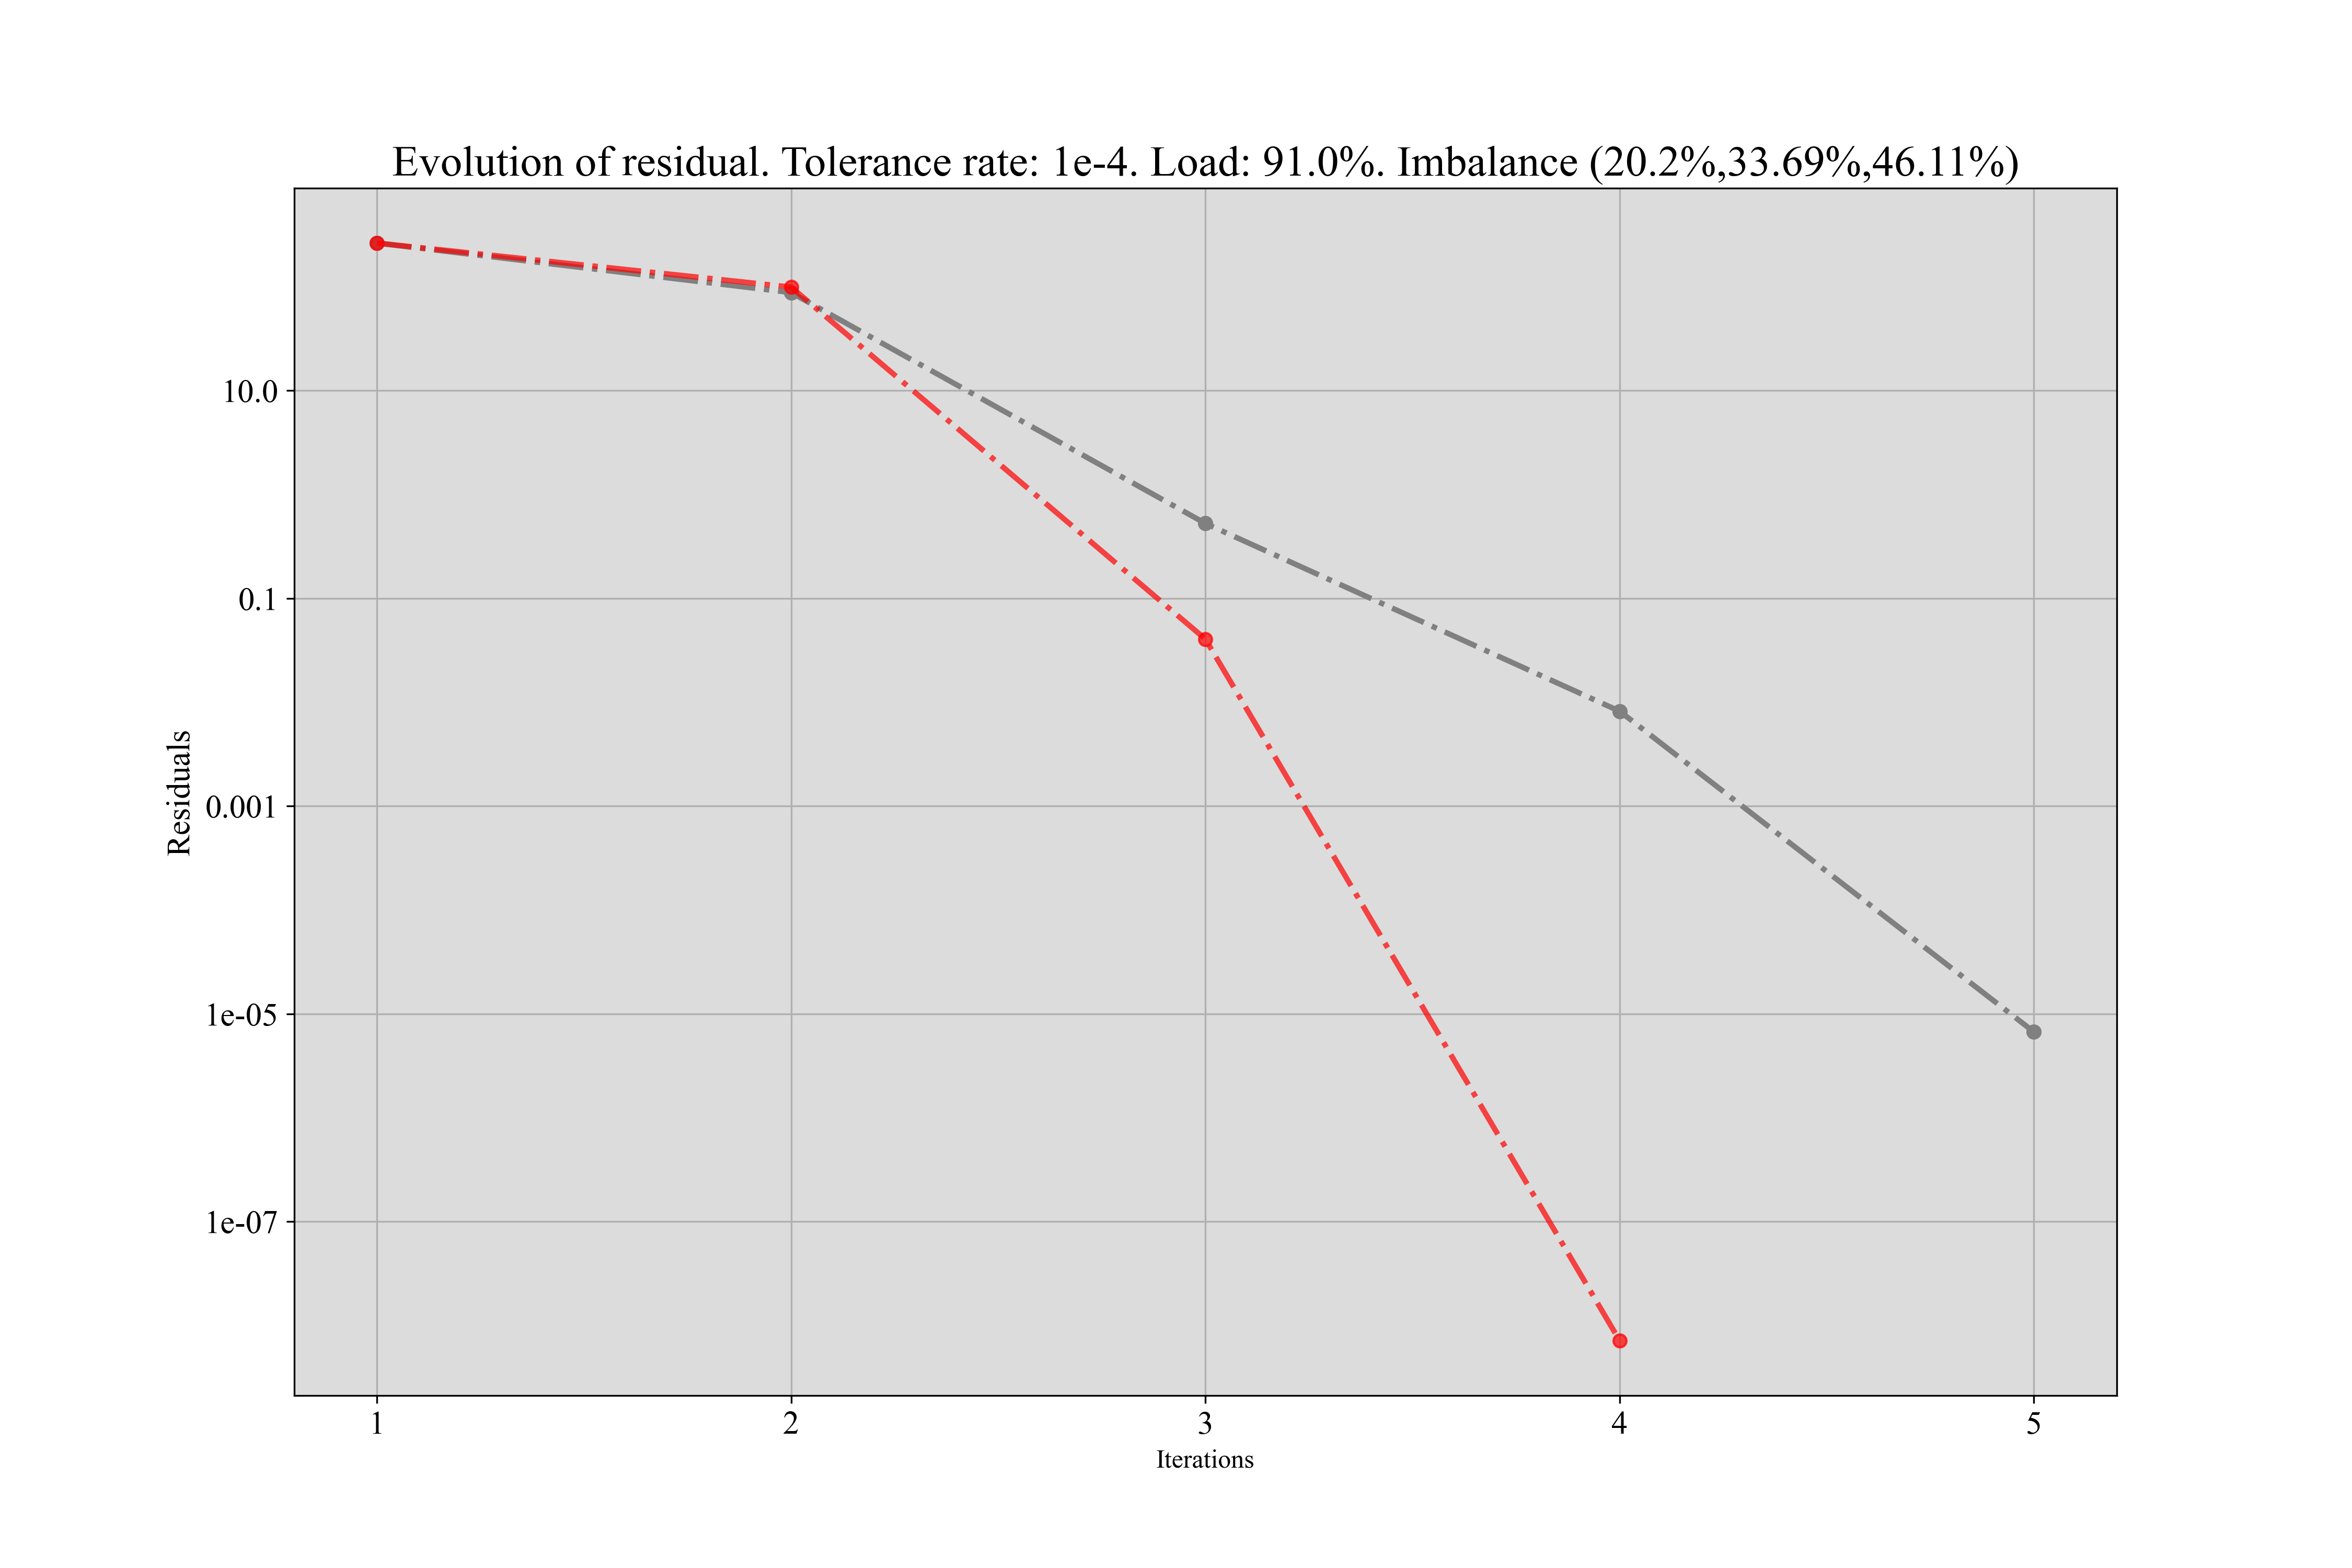 Evolution of residual. Tolerance rate: 1e-4. Load: 91.0%. Imbalance (20.2%,33.69%,46.11%)
10.0
0.1
0.001
1e-05
1e-07
Residuals
1 2 3 4 5
Iterations